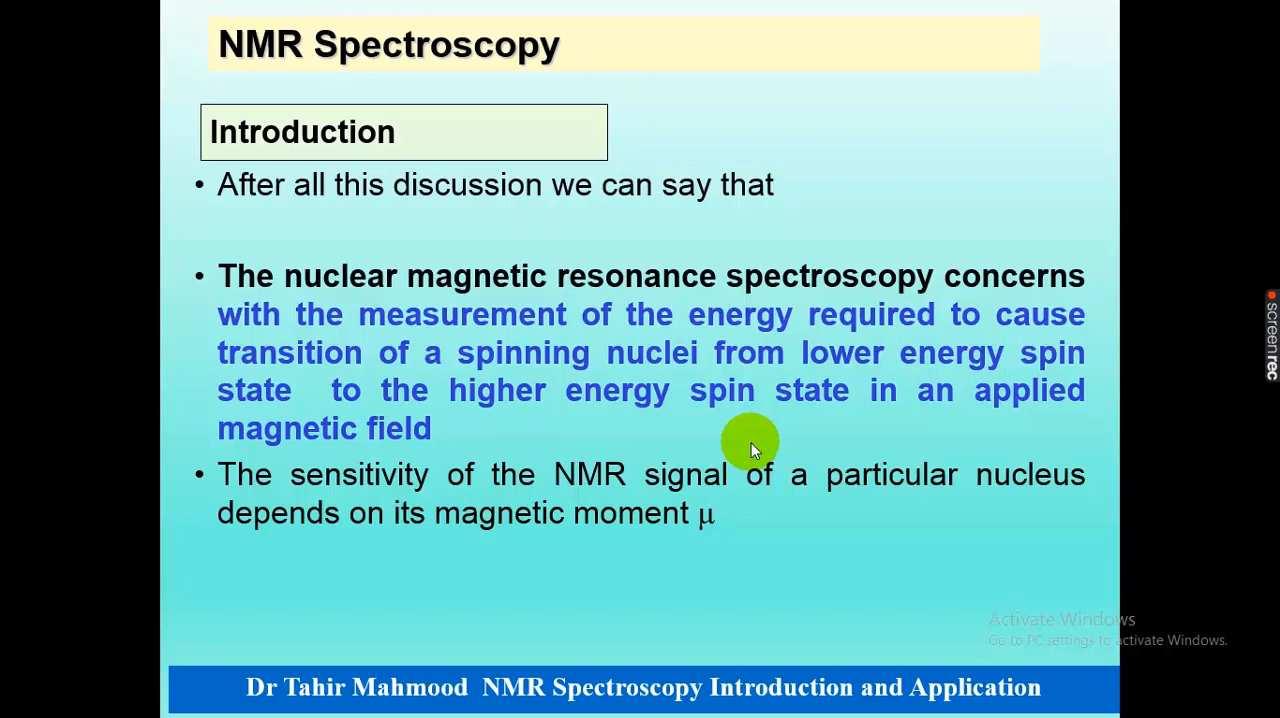 NMR Spectroscopy
Introduction
• After all this discussion we can say that
• The nuclear magnetic resonance spectroscopy concerns
with the measurement of the energy required to cause
transition of a spinning nuclei from lower energy spin
state to the higher energy spin state in an applied
magnetic field
• The sensitivity of the NMR signal of a particular nucleus
depends on its magnetic moment μ
Activate Windows
Go to PC settings to activate Windows.
Dr Tahir Mahmood NMR Spectroscopy Introduction and Application
screenrec